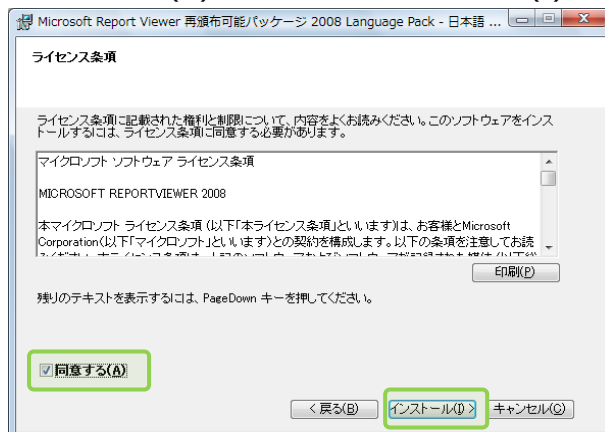 Microsoft Report Viewer 再頒布可能パッケージ 2008 Language Pack - 日本語 ...
ライセンス条項
ライセンス条項に記載された権利と制限について、内容をよくお読みください。このソフトウェアをインス
トールするには、ライセンス条項に同意する必要があります。
マイクロソフト ソフトウェア ライセンス条項
MICROSOFT REPORTVIEWER 2008
本マイクロソフト ライセンス条項 (以下「本ライセンス条項」といいます)は、お客様とMicrosoft
Corporation(以下「マイクロソフト」といいます)との契約を構成します。以下の条項を注意してお読
印刷(P)
残りのテキストを表示するには、PageDown キーを押してください。
同意する(A)
< 戻る(B) インストール(I) > キャンセル(C)